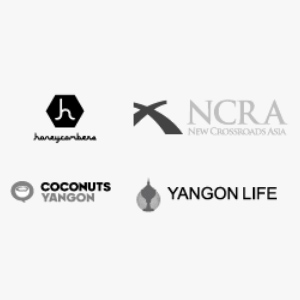 h
honeycombers
NCRA
NEW CROSSROADS ASIA
COCONUTS
YANGON
YANGON LIFE